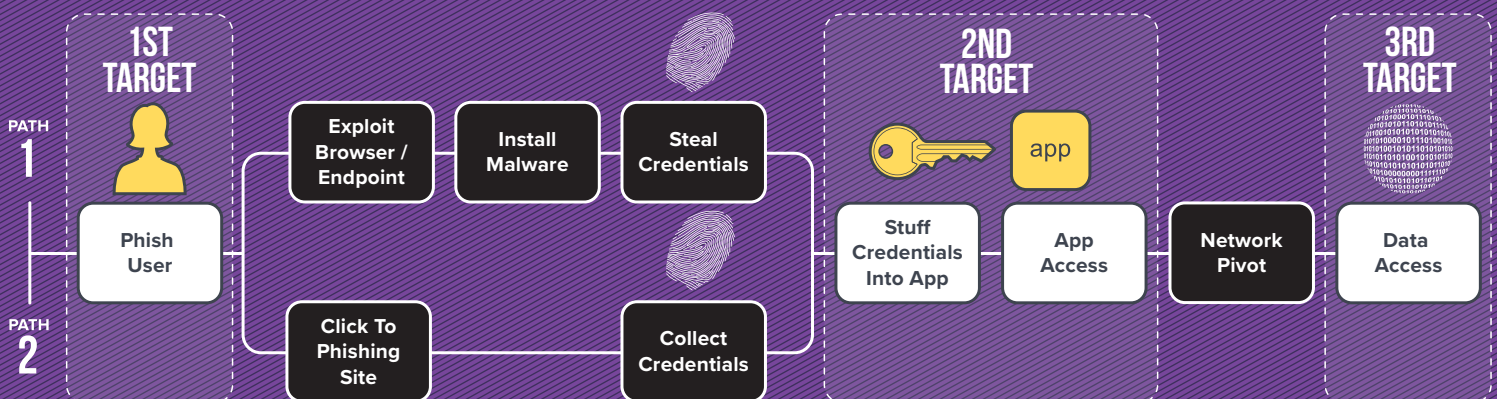 1ST
TARGET
2ND
TARGET
3RD
TARGET
PATH
1
Exploit
Browser /
Endpoint
Install
Malware
Steal
Credentials
app
Phish
User
Stuff
Credentials
Into App
App
Access
Network
Pivot
Data
Access
PATH
2
Click To
Phishing
Site
Collect
Credentials